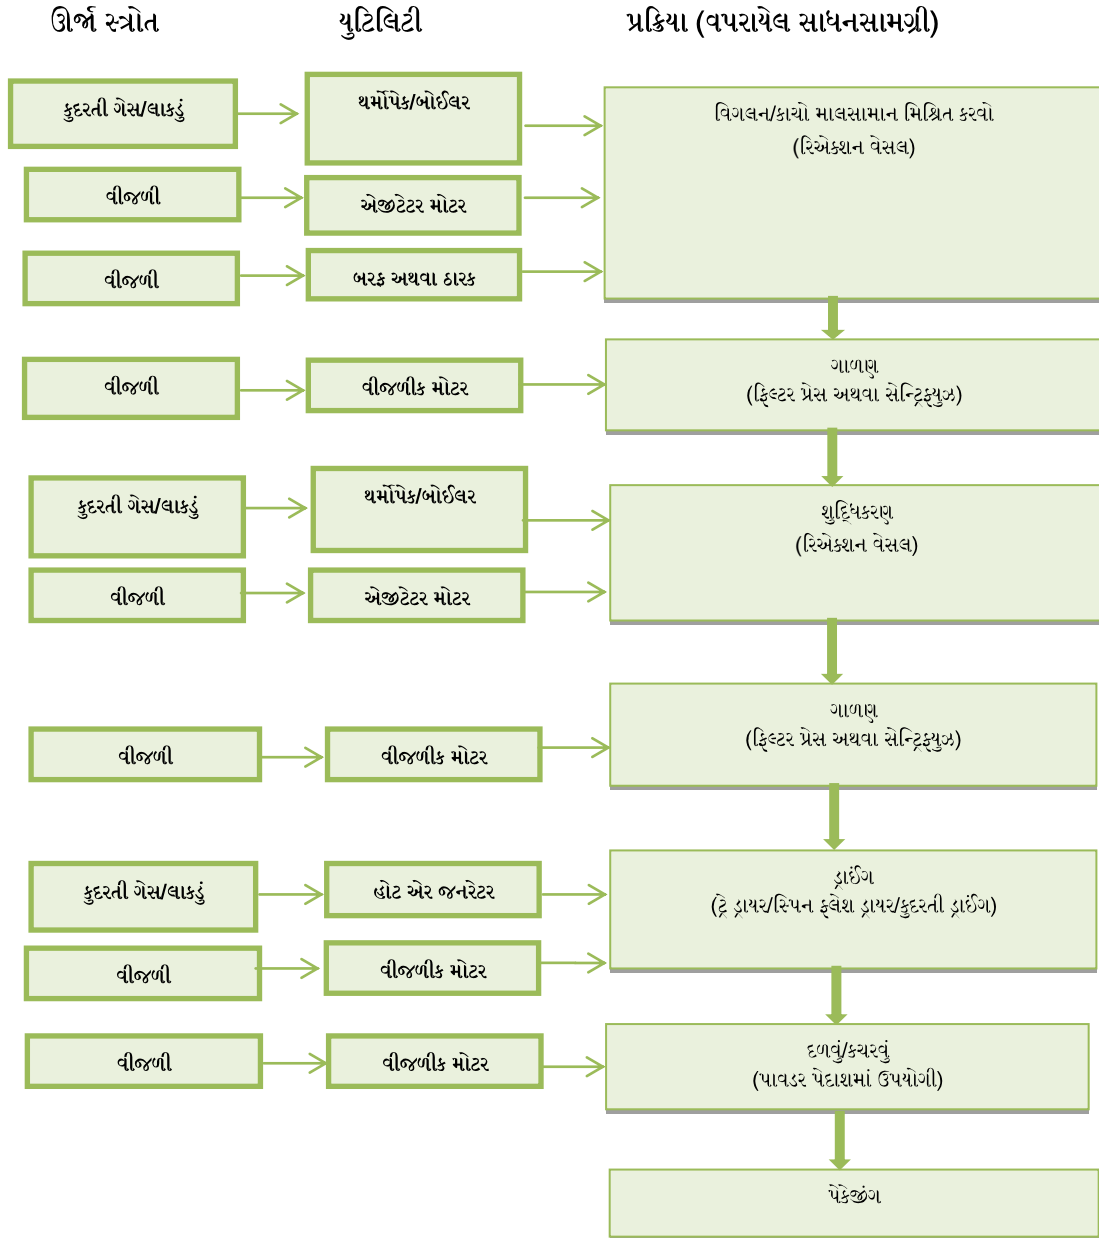 ઊર્જા સ્ત્રોત
યુટિલિટી
પ્રક્રિયા (વપરાયેલ સાધનસામગ્રી)
કુદરતી ગેસ/લાકડું
થર્મોપેક/બોઈલર
વિગલન/કાચો માલસામાન મિશ્રિત કરવો
(રિએક્શન વેસલ)
વીજળી
એજીટેટર મોટર
વીજળી
બરફ અથવા ઠારક
વીજળી
વીજળીક મોટર
ગાળણ
(ફિલ્ટર પ્રેસ અથવા સેન્ટ્રિફ્યુઝ)
કુદરતી ગેસ/લાકડું
થર્મોપેક/બોઈલર
શુદ્ધિકરણ
(રિએક્શન વેસલ)
વીજળી
એજીટેટર મોટર
વીજળી
વીજળીક મોટર
ગાળણ
(ફિલ્ટર પ્રેસ અથવા સેન્ટ્રિફ્યુઝ)
કુદરતી ગેસ/લાકડું
હોટ એર જનરેટર
ડ્રાઈંગ
(ટ્રે ડ્રાયર/સ્પિન ફ્લેશ ડ્રાયર/કુદરતી ડ્રાઈંગ)
વીજળી
વીજળીક મોટર
વીજળી
વીજળીક મોટર
દળવું/કચરવું
(પાવડર પેદાશમાં ઉપયોગી)
પેકેજીંગ